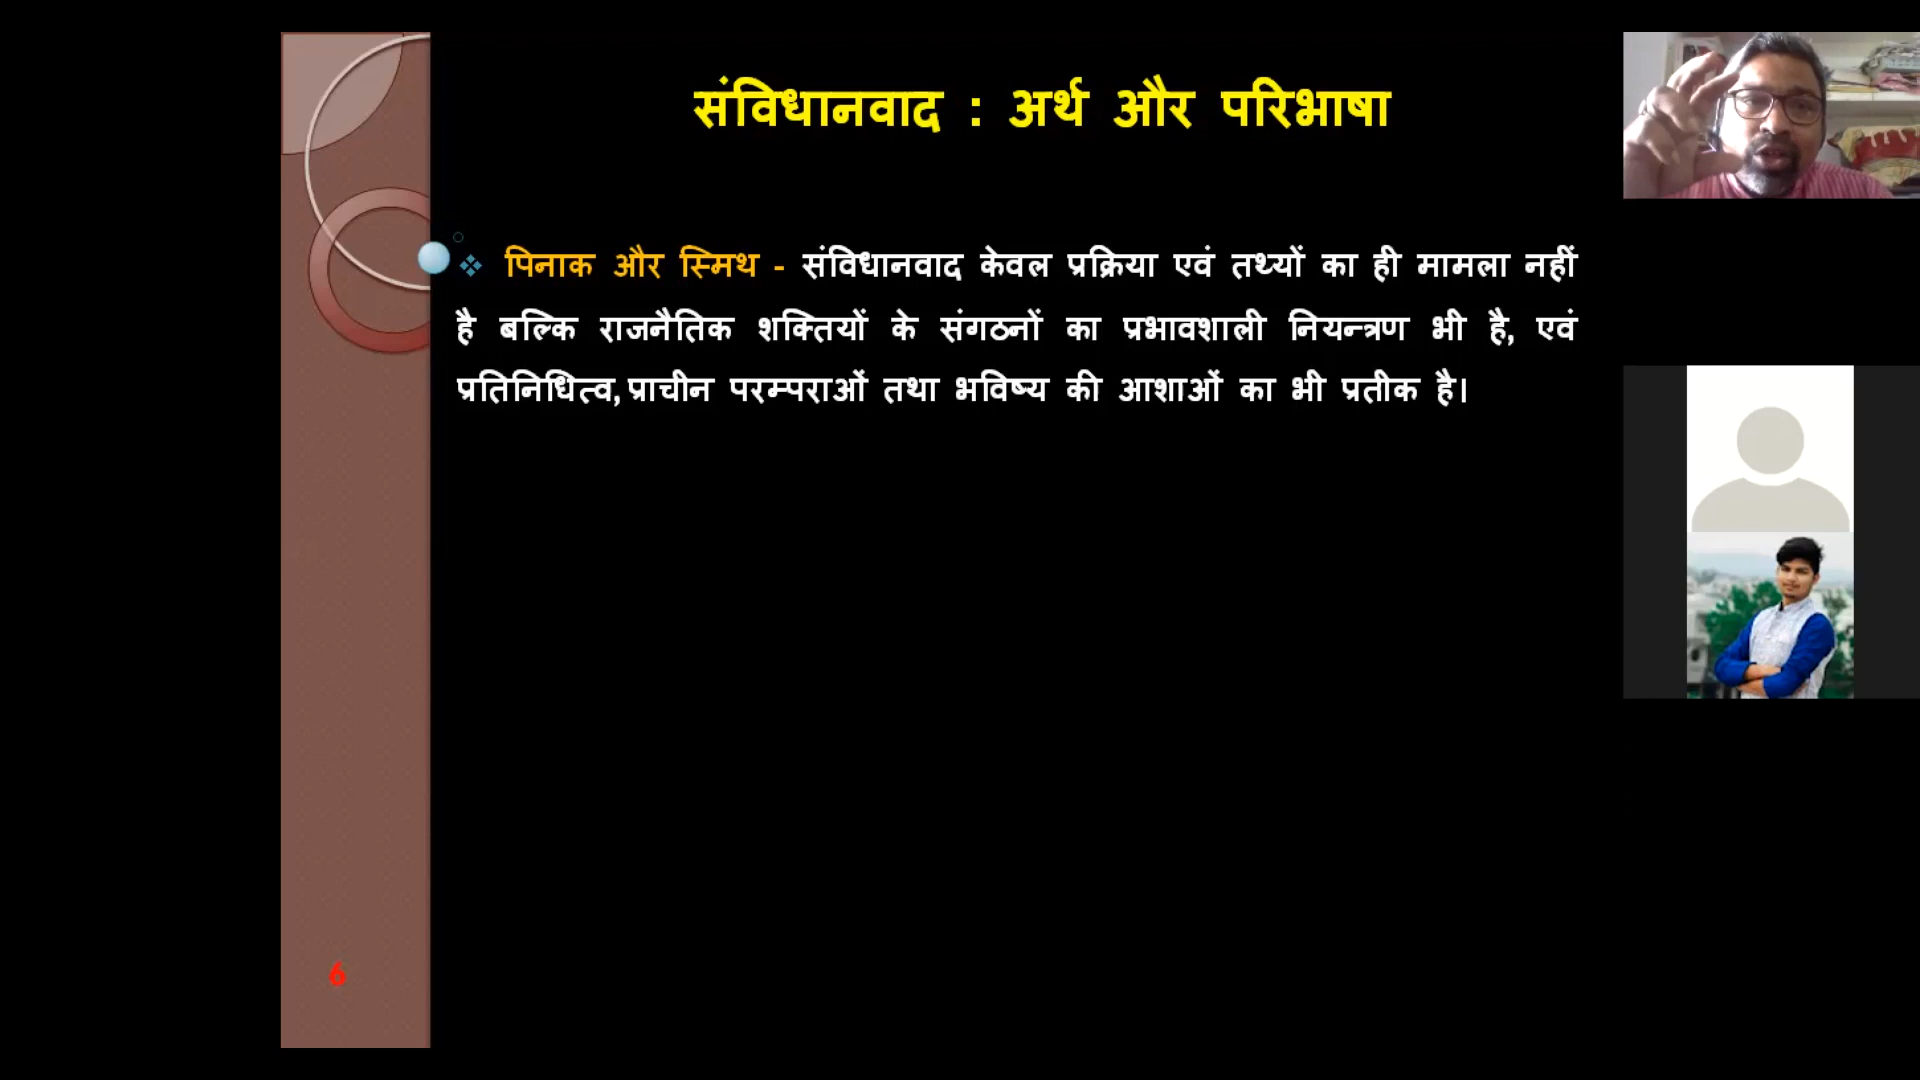 संविधानवाद : अर्थ और परिभाषा
पिनाक और स्मिथ - संविधानवाद केवल प्रक्रिया एवं तथ्यों का ही मामला नहीं
है बल्कि राजनैतिक शक्तियों के संगठनों का प्रभावशाली नियन्त्रण भी है, एवं
प्रतिनिधित्व, प्राचीन परम्पराओं तथा भविष्य की आशाओं का भी प्रतीक है।
6